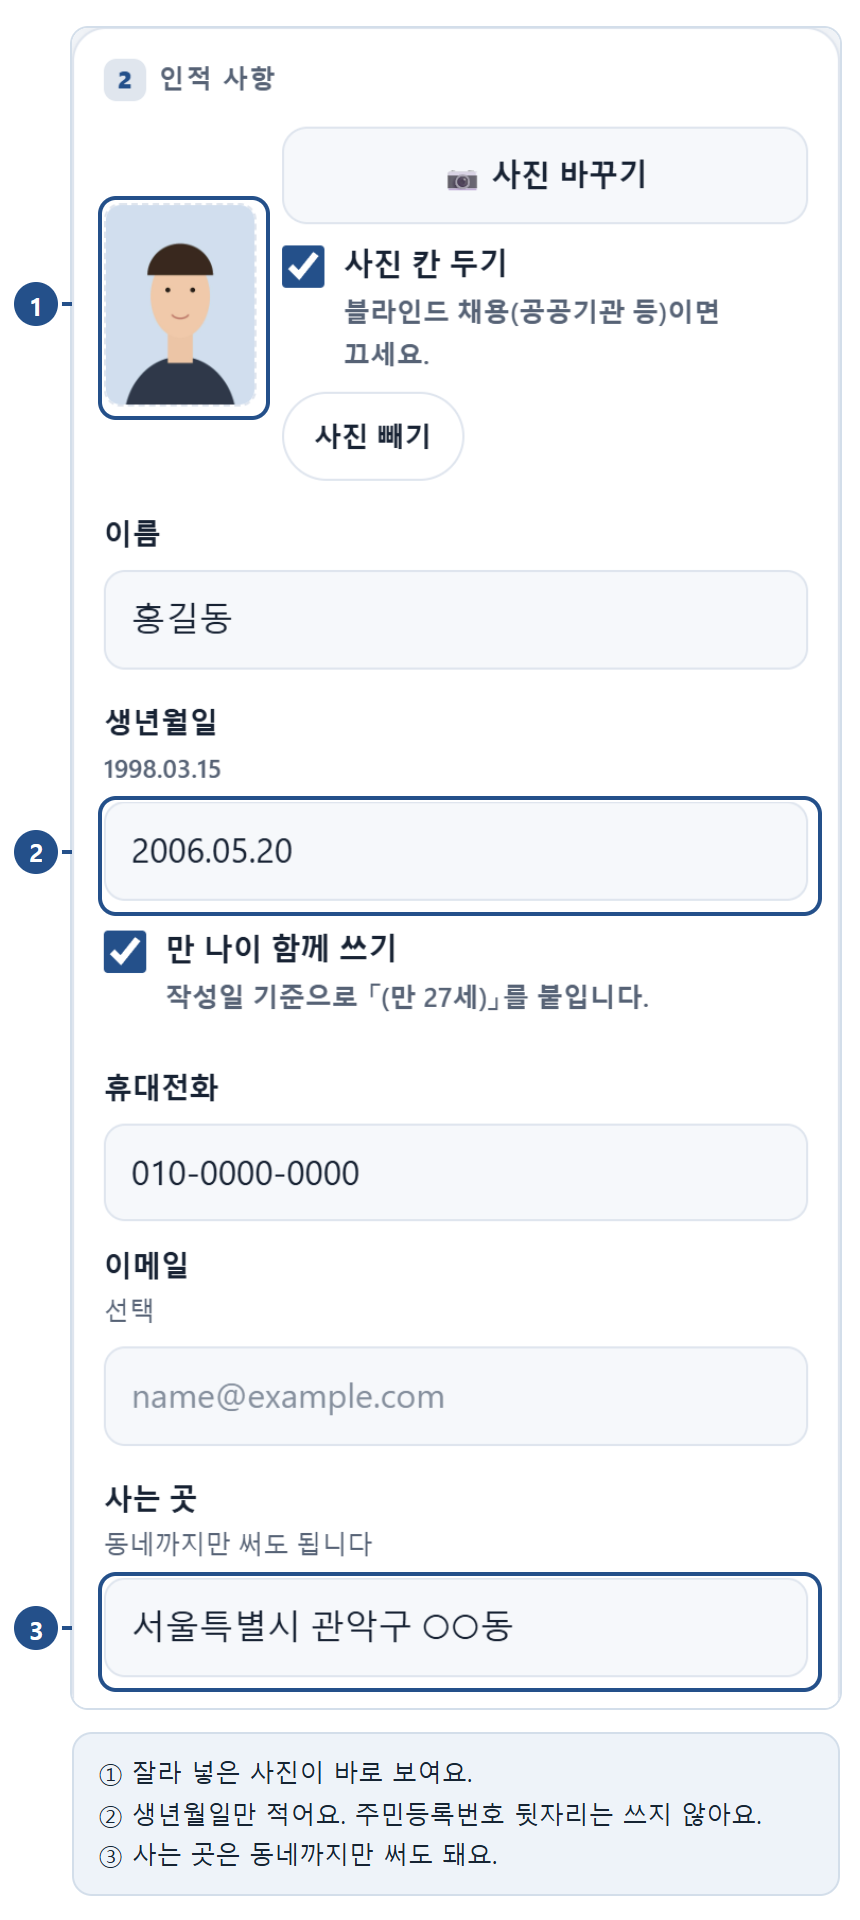 2 인적 사항
📷 사진 바꾸기
사진 칸 두기
블라인드 채용(공공기관 등)이면
끄세요.
1
사진 빼기
이름
홍길동
생년월일
1998.03.15
2
2006.05.20
만 나이 함께 쓰기
작성일 기준으로 「(만 27세)」를 붙입니다.
휴대전화
010-0000-0000
이메일
선택
name@example.com
사는 곳
동네까지만 써도 됩니다
3
서울특별시 관악구 ○○동
① 잘라 넣은 사진이 바로 보여요.
② 생년월일만 적어요. 주민등록번호 뒷자리는 쓰지 않아요.
③ 사는 곳은 동네까지만 써도 돼요.